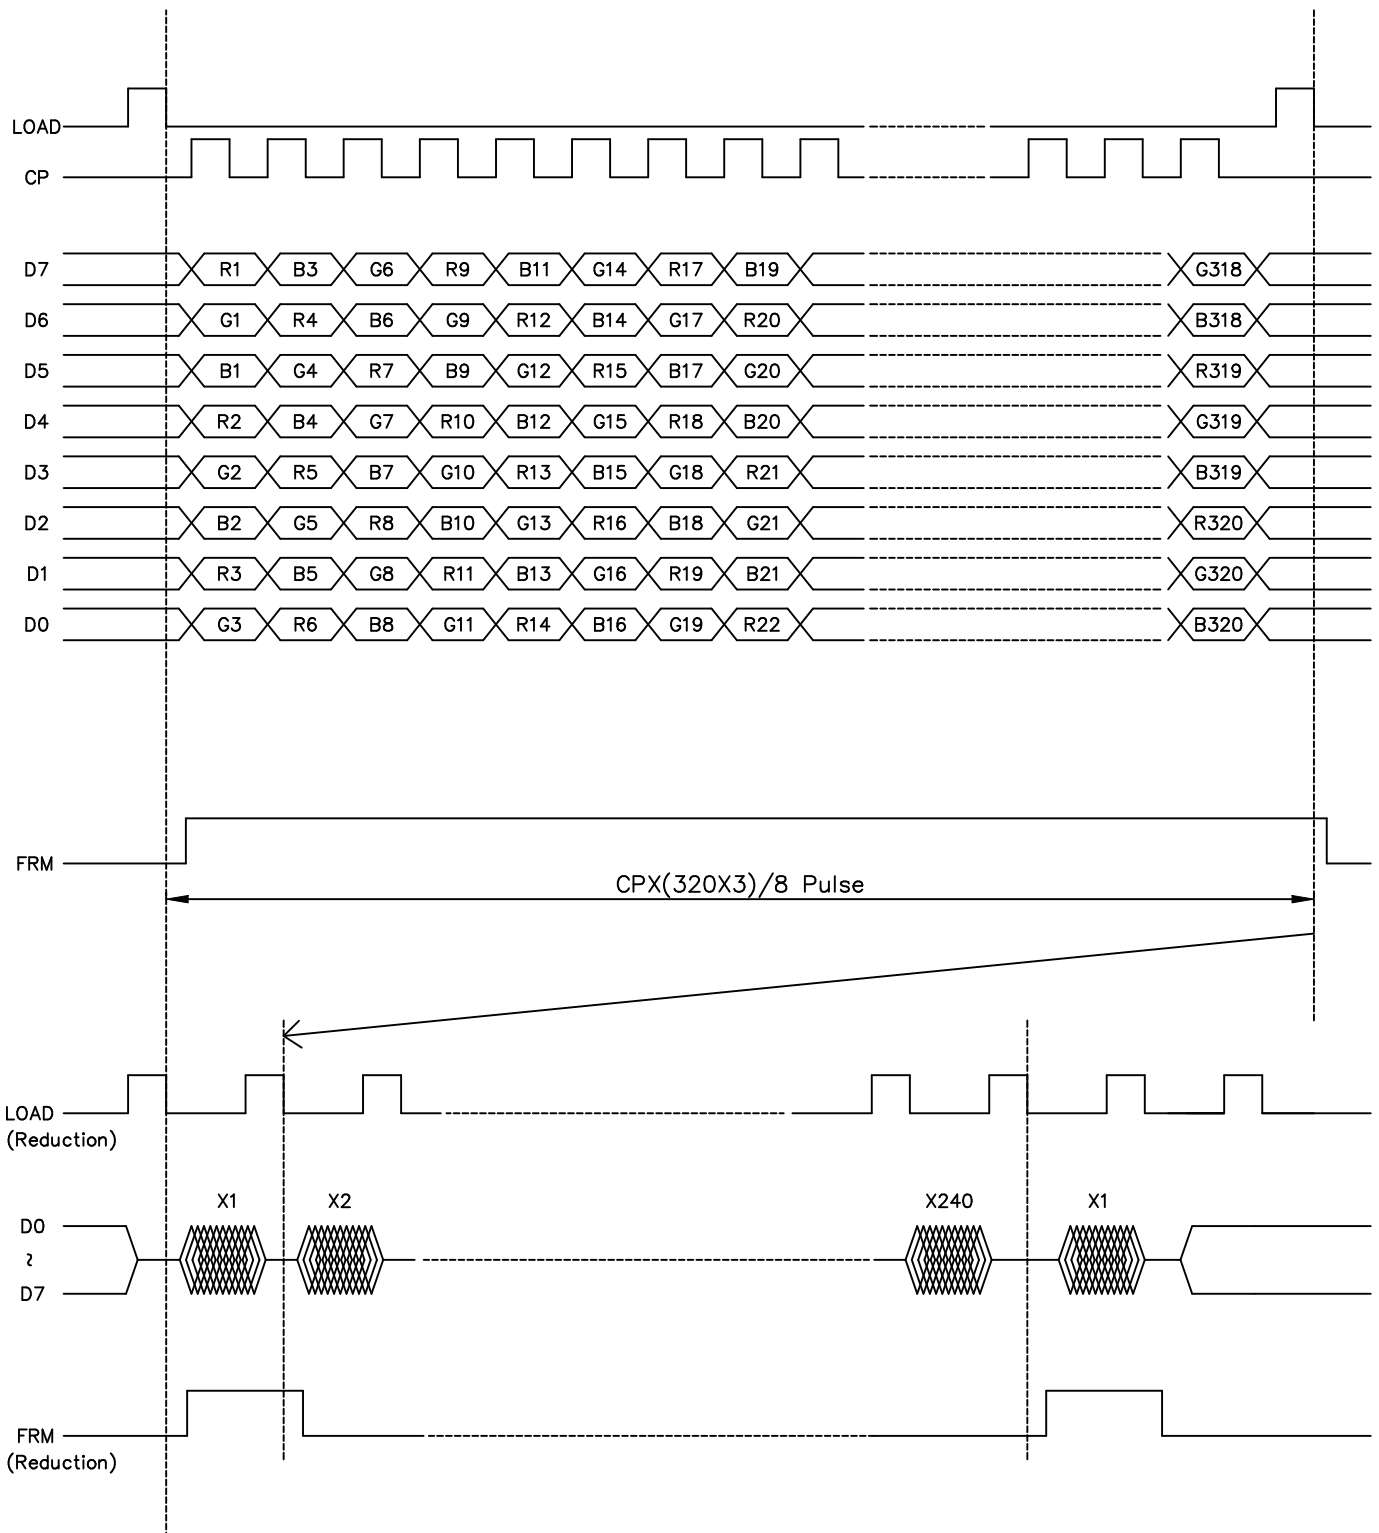 LOAD
CP
D7 R1 B3 G6 R9 B11 G14 R17 B19 G318
D6 G1 R4 B6 G9 R12 B14 G17 R20 B318
D5 B1 G4 R7 B9 G12 R15 B17 G20 R319
D4 R2 B4 G7 R10 B12 G15 R18 B20 G319
D3 G2 R5 B7 G10 R13 B15 G18 R21 B319
D2 B2 G5 R8 B10 G13 R16 B18 G21 R320
D1 R3 B5 G8 R11 B13 G16 R19 B21 G320
D0 G3 R6 B8 G11 R14 B16 G19 R22 B320
FRM
CPX(320X3)/8 Pulse
LOAD
(Reduction)
X1 X2 X240 X1
D0
~
D7
FRM
(Reduction)